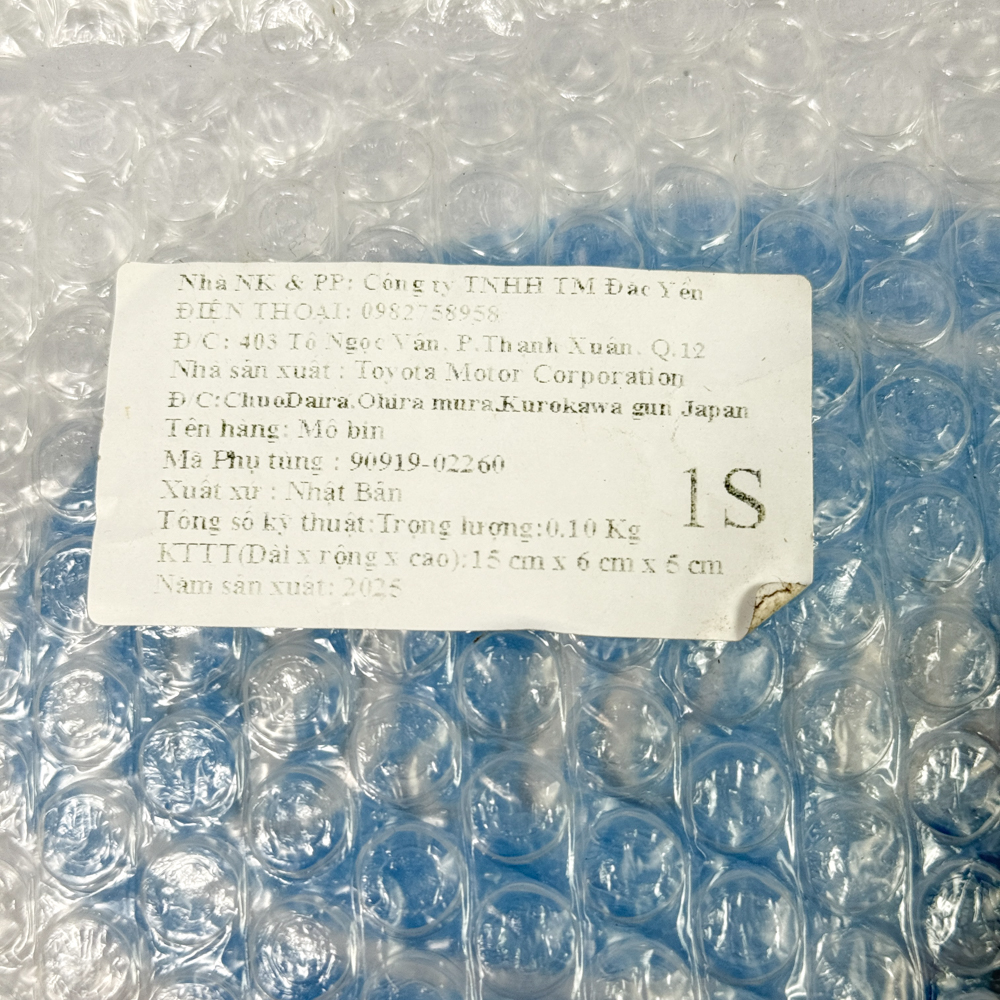 Nhà NK & PP: Công ty TNHH TM Đắc Yến
ĐIỆN THOẠI: 0982758958
Đ/C: 403 Tô Ngọc Vân, P.Thanh Xuân, Q.12
Nhà sản xuất : Toyota Motor Corporation
Đ/C:ChuoDaira,Ohira mura,Kurokawa gun Japan
Tên hàng: Mô bin
Mã Phụ tùng : 90919-02260
Xuất xứ : Nhật Bản
Tông số kỹ thuật:Trọng lượng:0.10 Kg
KTTT(Dài x rộng x cao):15 cm x 6 cm x 5 cm
Năm sản xuất: 2025
1S